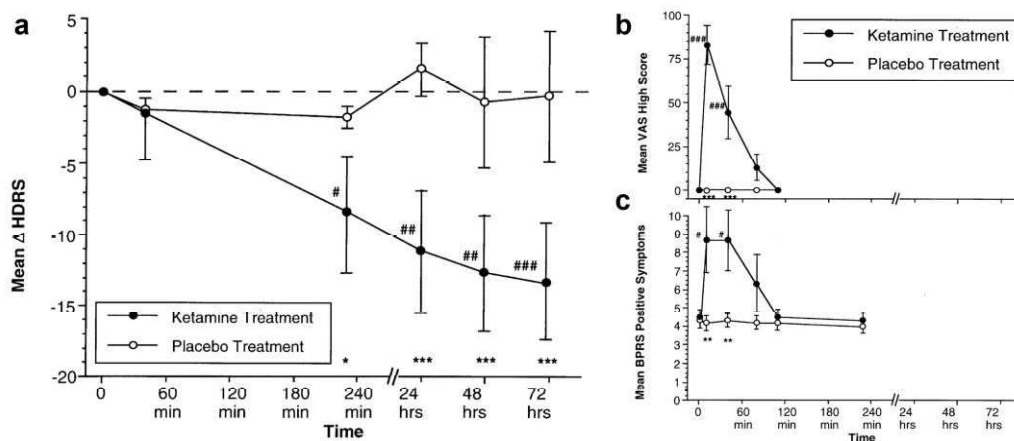 a
5
0
-5
-10
-15
-20
Mean Δ HDRS
#
##
##
###
Ketamine Treatment
Placebo Treatment
*
***
***
***
0
60
min
120
min
180
min
240
min
24
hrs
48
hrs
72
hrs
Time
b
100
75
50
25
0
Mean VAS High Score
###
###
***
***
Ketamine Treatment
Placebo Treatment
c
10
9
8
7
6
5
4
3
2
1
0
Mean BPRS Positive Symptoms
#
#
**
**
0
60
min
110
min
170
min
230
min
24
hrs
48
hrs
72
hrs
Time